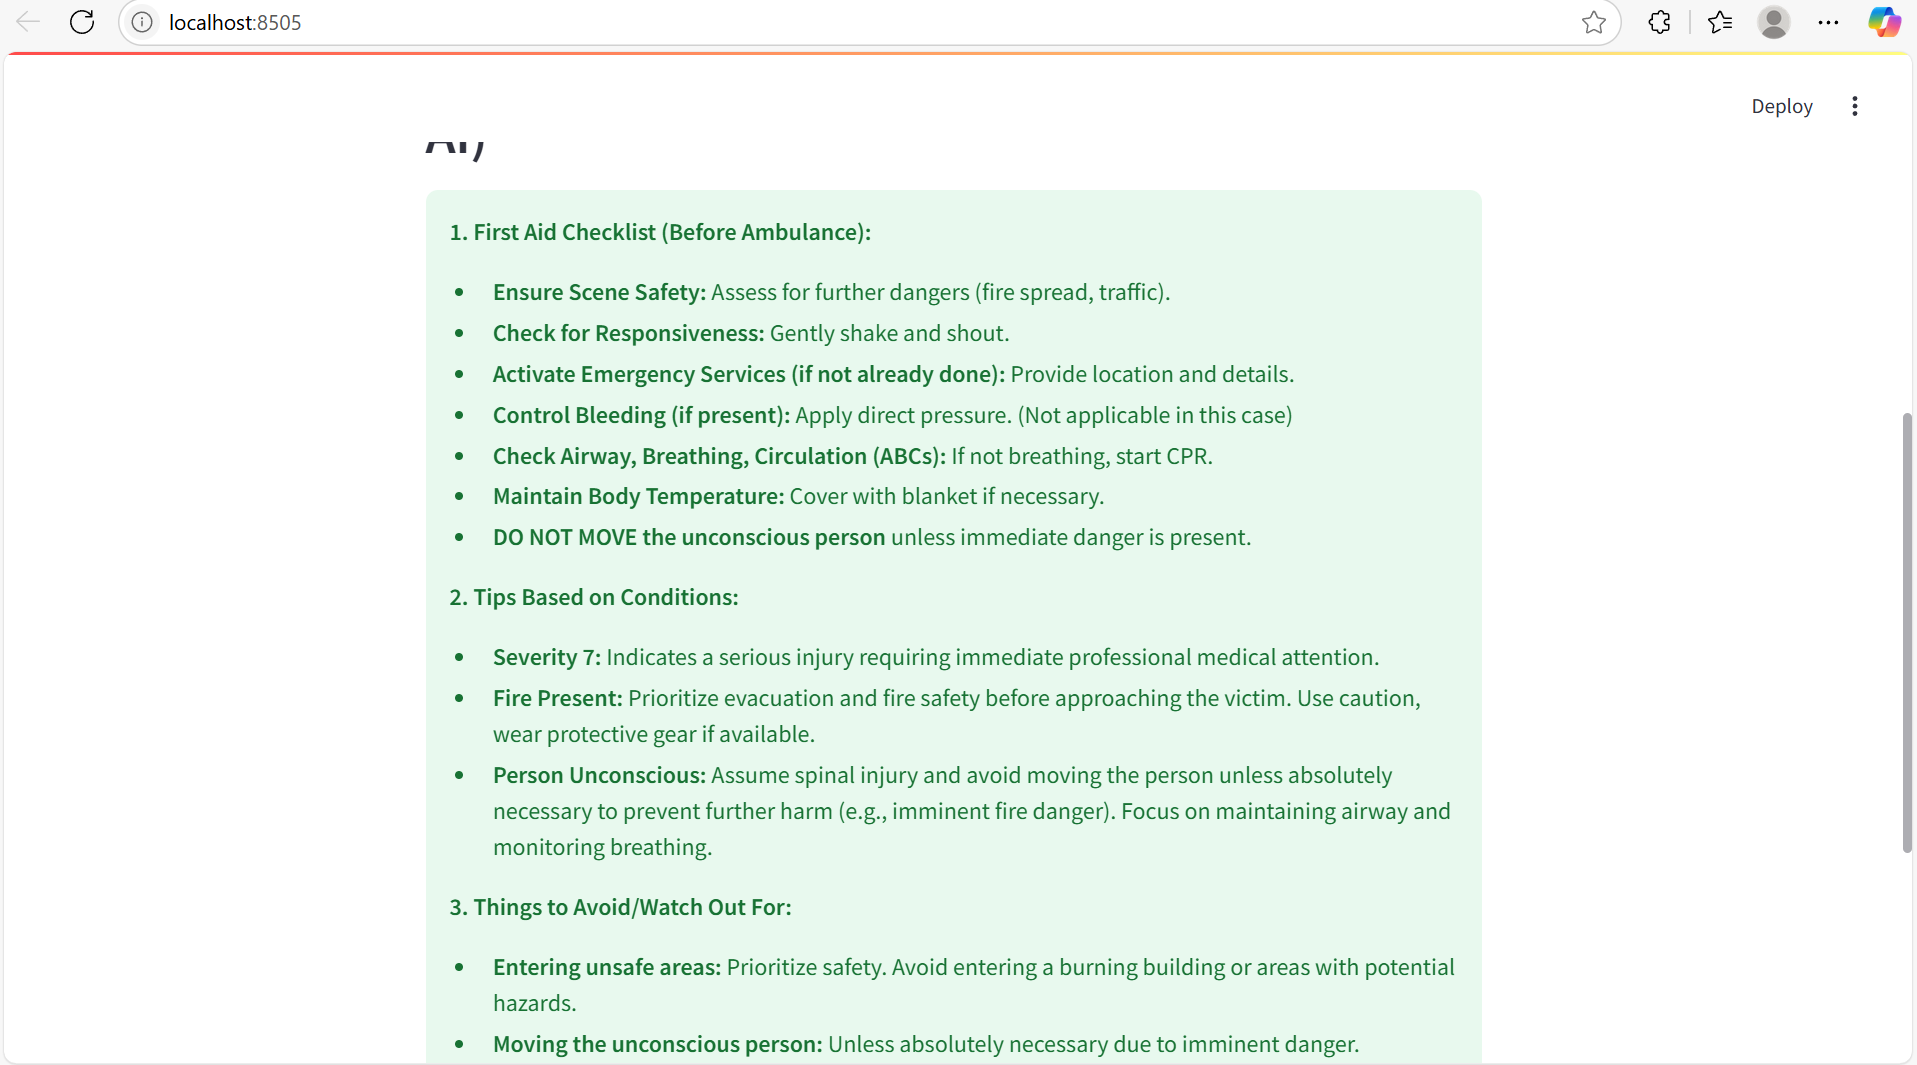 localhost:8505
Deploy
AI)
1. First Aid Checklist (Before Ambulance):
• Ensure Scene Safety: Assess for further dangers (fire spread, traffic).
• Check for Responsiveness: Gently shake and shout.
• Activate Emergency Services (if not already done): Provide location and details.
• Control Bleeding (if present): Apply direct pressure. (Not applicable in this case)
• Check Airway, Breathing, Circulation (ABCs): If not breathing, start CPR.
• Maintain Body Temperature: Cover with blanket if necessary.
• DO NOT MOVE the unconscious person unless immediate danger is present.
2. Tips Based on Conditions:
• Severity 7: Indicates a serious injury requiring immediate professional medical attention.
• Fire Present: Prioritize evacuation and fire safety before approaching the victim. Use caution,
wear protective gear if available.
• Person Unconscious: Assume spinal injury and avoid moving the person unless absolutely
necessary to prevent further harm (e.g., imminent fire danger). Focus on maintaining airway and
monitoring breathing.
3. Things to Avoid/Watch Out For:
• Entering unsafe areas: Prioritize safety. Avoid entering a burning building or areas with potential
hazards.
• Moving the unconscious person: Unless absolutely necessary due to imminent danger.